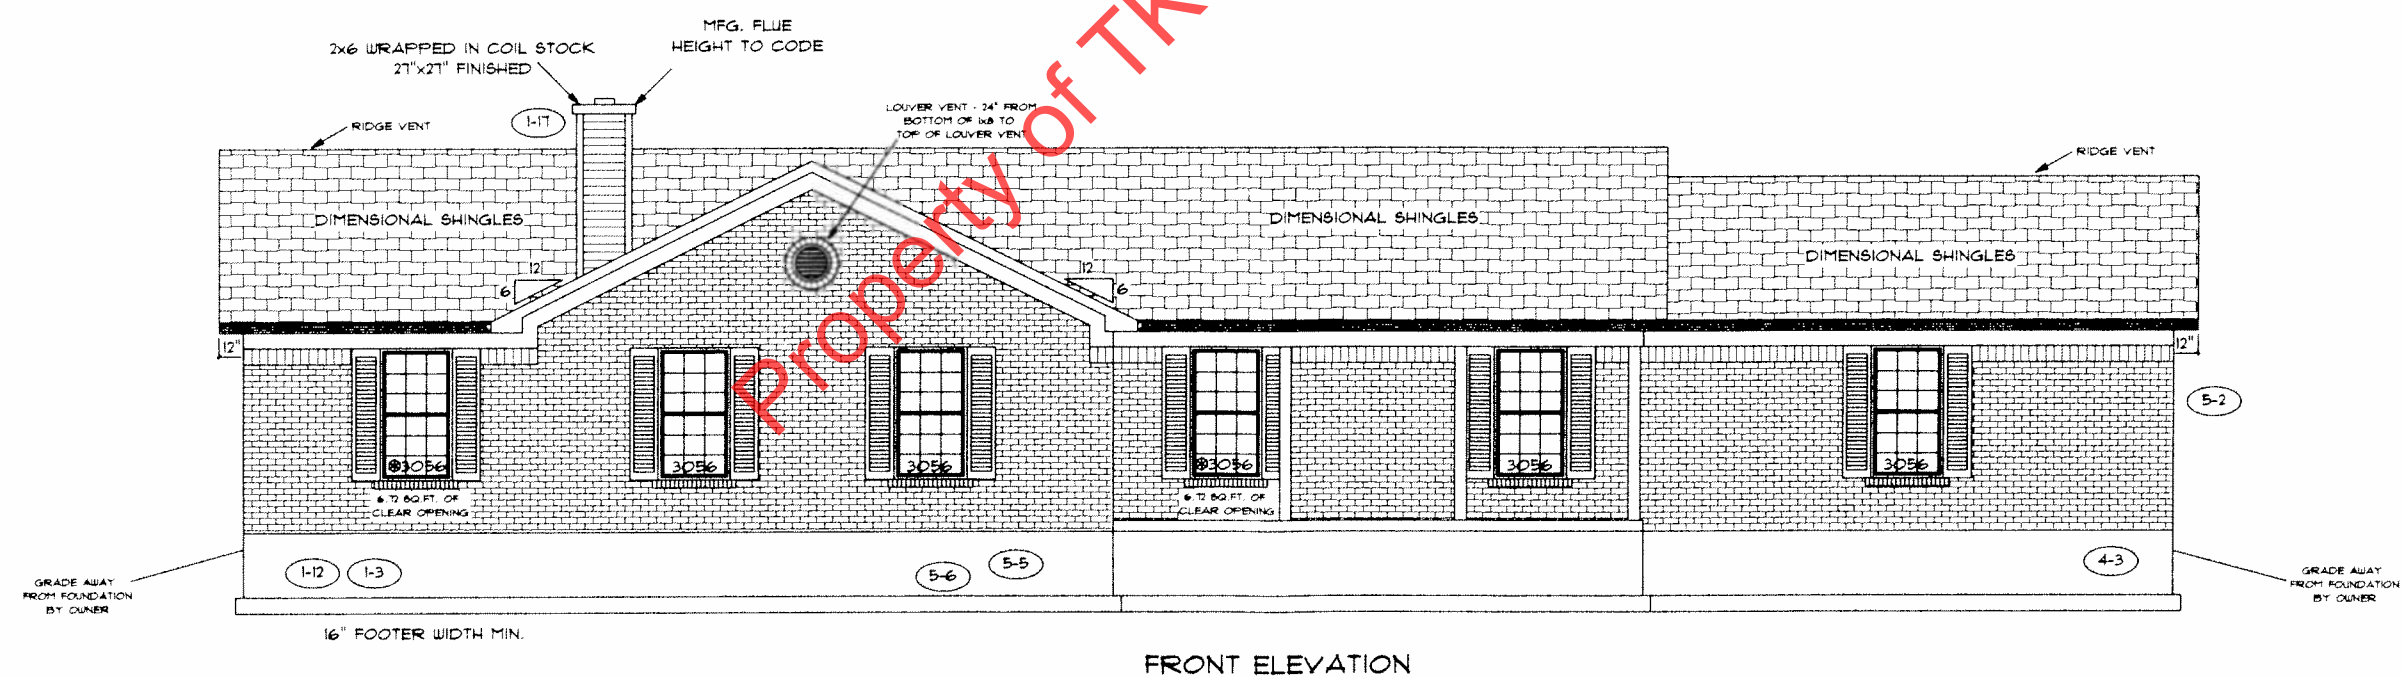 MFG. FLUE
HEIGHT TO CODE
2x6 WRAPPED IN COIL STOCK
27"x27" FINISHED
LOUVER VENT - 24" FROM
BOTTOM OF 1x8 TO
TOP OF LOUVER VENT
1-17
RIDGE VENT
RIDGE VENT
Property of TK
DIMENSIONAL SHINGLES
DIMENSIONAL SHINGLES
DIMENSIONAL SHINGLES
12
6
12
6
12"
12"
5-2
3056
3056
3056
3056
3056
3056
6.72 SQ.FT. OF
CLEAR OPENING
6.72 SQ.FT. OF
CLEAR OPENING
1-12
1-3
5-6
5-5
4-3
GRADE AWAY
FROM FOUNDATION
BY OWNER
GRADE AWAY
FROM FOUNDATION
BY OWNER
16" FOOTER WIDTH MIN.
FRONT ELEVATION